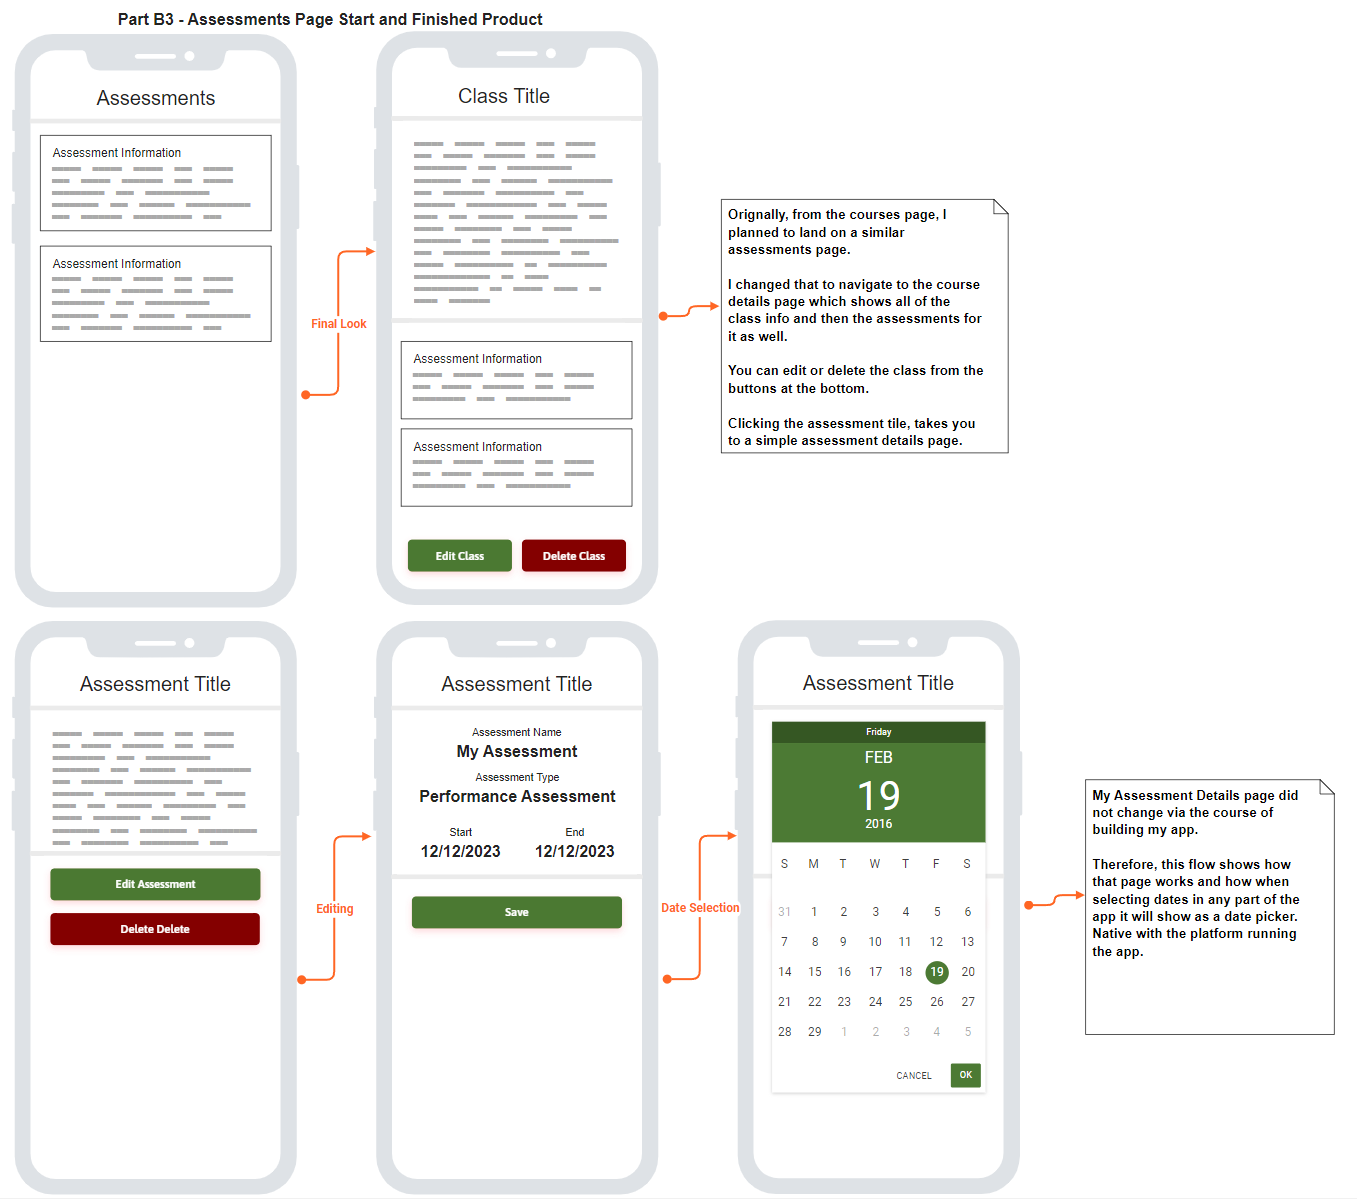 Part B3 - Assessments Page Start and Finished Product
Assessments
Assessment Information
Assessment Information
Final Look
Class Title
Assessment Information
Assessment Information
Edit Class
Delete Class
Orignally, from the courses page, I
planned to land on a similar
assessments page.
I changed that to navigate to the course
details page which shows all of the
class info and then the assessments for
it as well.
You can edit or delete the class from the
buttons at the bottom.
Clicking the assessment tile, takes you
to a simple assessment details page.
Assessment Title
Edit Assessment
Delete Delete
Editing
Assessment Title
Assessment Name
My Assessment
Assessment Type
Performance Assessment
Start End
12/12/2023 12/12/2023
Save
Date Selection
Assessment Title
Friday
FEB
19
2016
S M T W T F S
31 1 2 3 4 5 6
7 8 9 10 11 12 13
14 15 16 17 18 19 20
21 22 23 24 25 26 27
28 29 1 2 3 4 5
CANCEL OK
My Assessment Details page did
not change via the course of
building my app.
Therefore, this flow shows how
that page works and how when
selecting dates in any part of the
app it will show as a date picker.
Native with the platform running
the app.